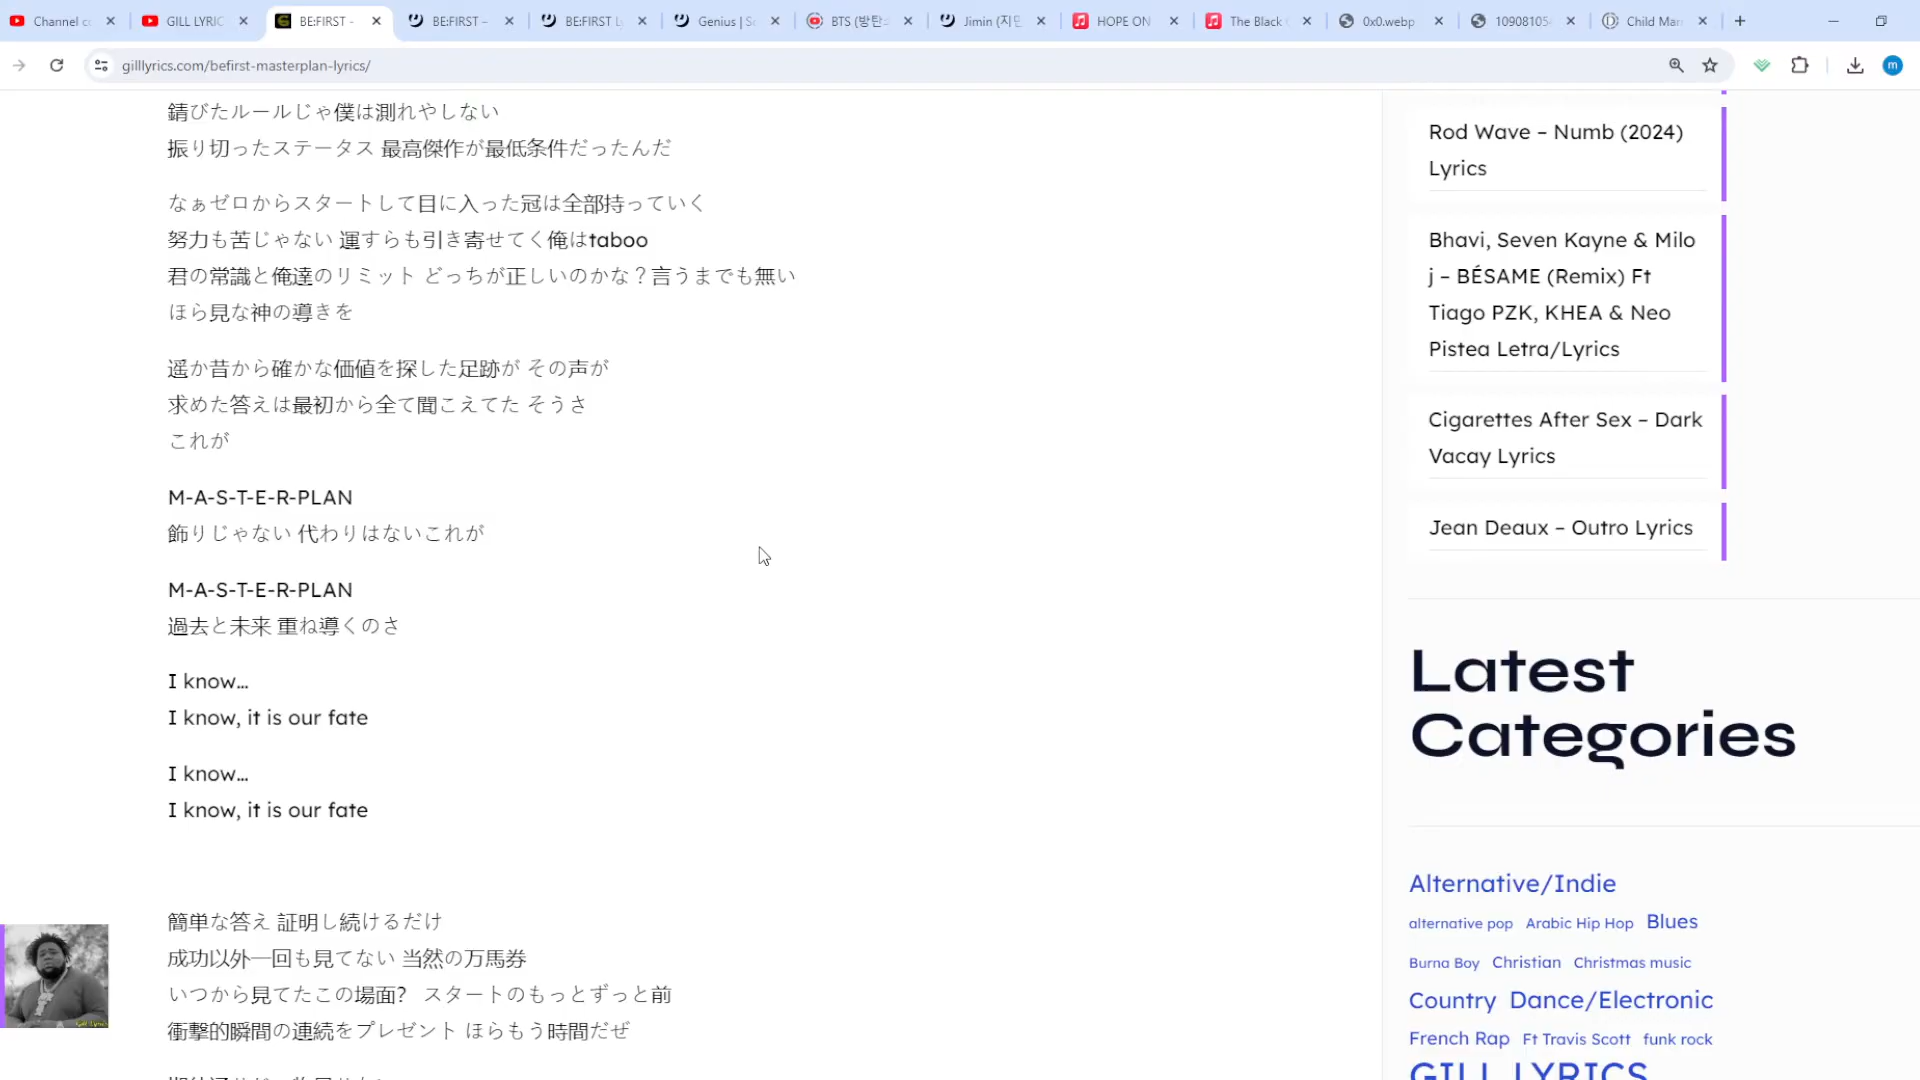 Channel co
GILL LYRIC
BE:FIRST -
BE:FIRST –
BE:FIRST L
Genius | S
BTS (방탄
Jimin (지민
HOPE ON
The Black
0x0.webp
10908105
Child Mar
gilllyrics.com/befirst-masterplan-lyrics/
m
錆びたルールじゃ僕は測れやしない
振り切ったステータス 最高傑作が最低条件だったんだ
なぁゼロからスタートして目に入った冠は全部持っていく
努力も苦じゃない 運すらも引き寄せてく俺はtaboo
君の常識と俺達のリミット どっちが正しいのかな？言うまでも無い
ほら見な神の導きを
遥か昔から確かな価値を探した足跡が その声が
求めた答えは最初から全て聞こえてた そうさ
これが
M-A-S-T-E-R-PLAN
飾りじゃない 代わりはないこれが
M-A-S-T-E-R-PLAN
過去と未来 重ね導くのさ
I know…
I know, it is our fate
I know…
I know, it is our fate
簡単な答え 証明し続けるだけ
成功以外一回も見てない 当然の万馬券
いつから見てたこの場面? スタートのもっとずっと前
衝撃的瞬間の連続をプレゼント ほらもう時間だぜ
Rod Wave – Numb (2024)
Lyrics
Bhavi, Seven Kayne & Milo
j – BÉSAME (Remix) Ft
Tiago PZK, KHEA & Neo
Pistea Letra/Lyrics
Cigarettes After Sex – Dark
Vacay Lyrics
Jean Deaux – Outro Lyrics
Latest
Categories
Alternative/Indie
alternative pop Arabic Hip Hop Blues
Burna Boy Christian Christmas music
Country Dance/Electronic
French Rap Ft Travis Scott funk rock
GILL LYRICS